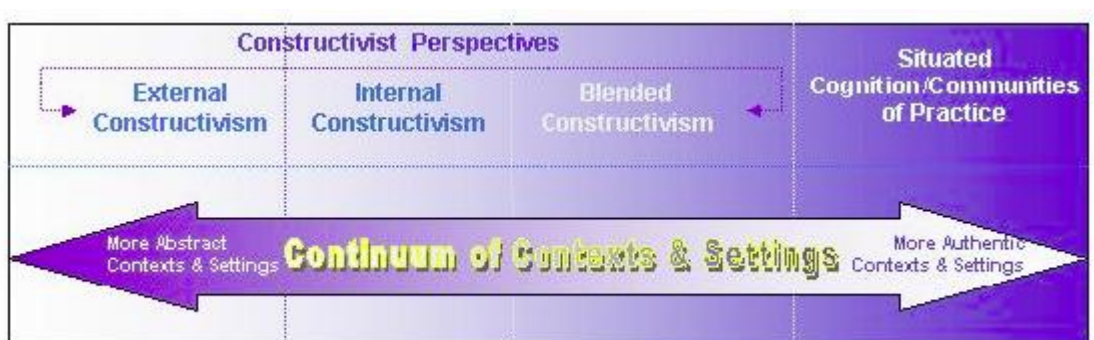 Constructivist Perspectives
External
Constructivism
Internal
Constructivism
Blended
Constructivism
Situated
Cognition/Communities
of Practice
More Abstract
Contexts & Settings
Continuum of Contexts & Settings
More Authentic
Contexts & Settings